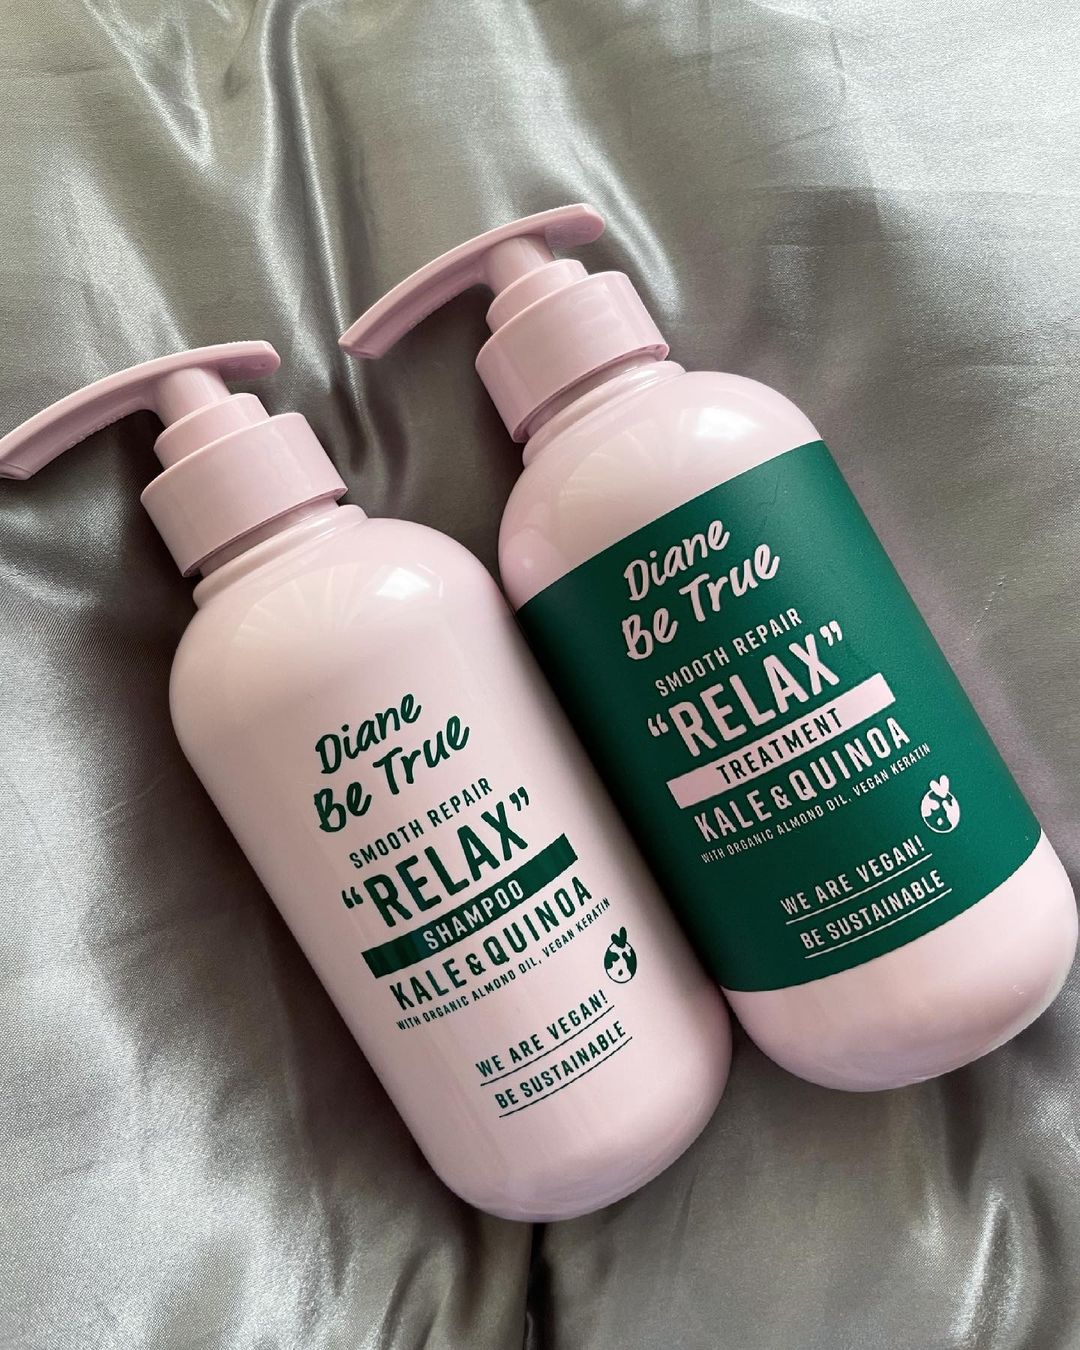 Diane
Be True
SMOOTH REPAIR
“RELAX”
SHAMPOO
KALE & QUINOA
WITH ORGANIC ALMOND OIL, VEGAN KERATIN
WE ARE VEGAN!
BE SUSTAINABLE
Diane
Be True
SMOOTH REPAIR
“RELAX”
TREATMENT
KALE & QUINOA
WITH ORGANIC ALMOND OIL, VEGAN KERATIN
WE ARE VEGAN!
BE SUSTAINABLE